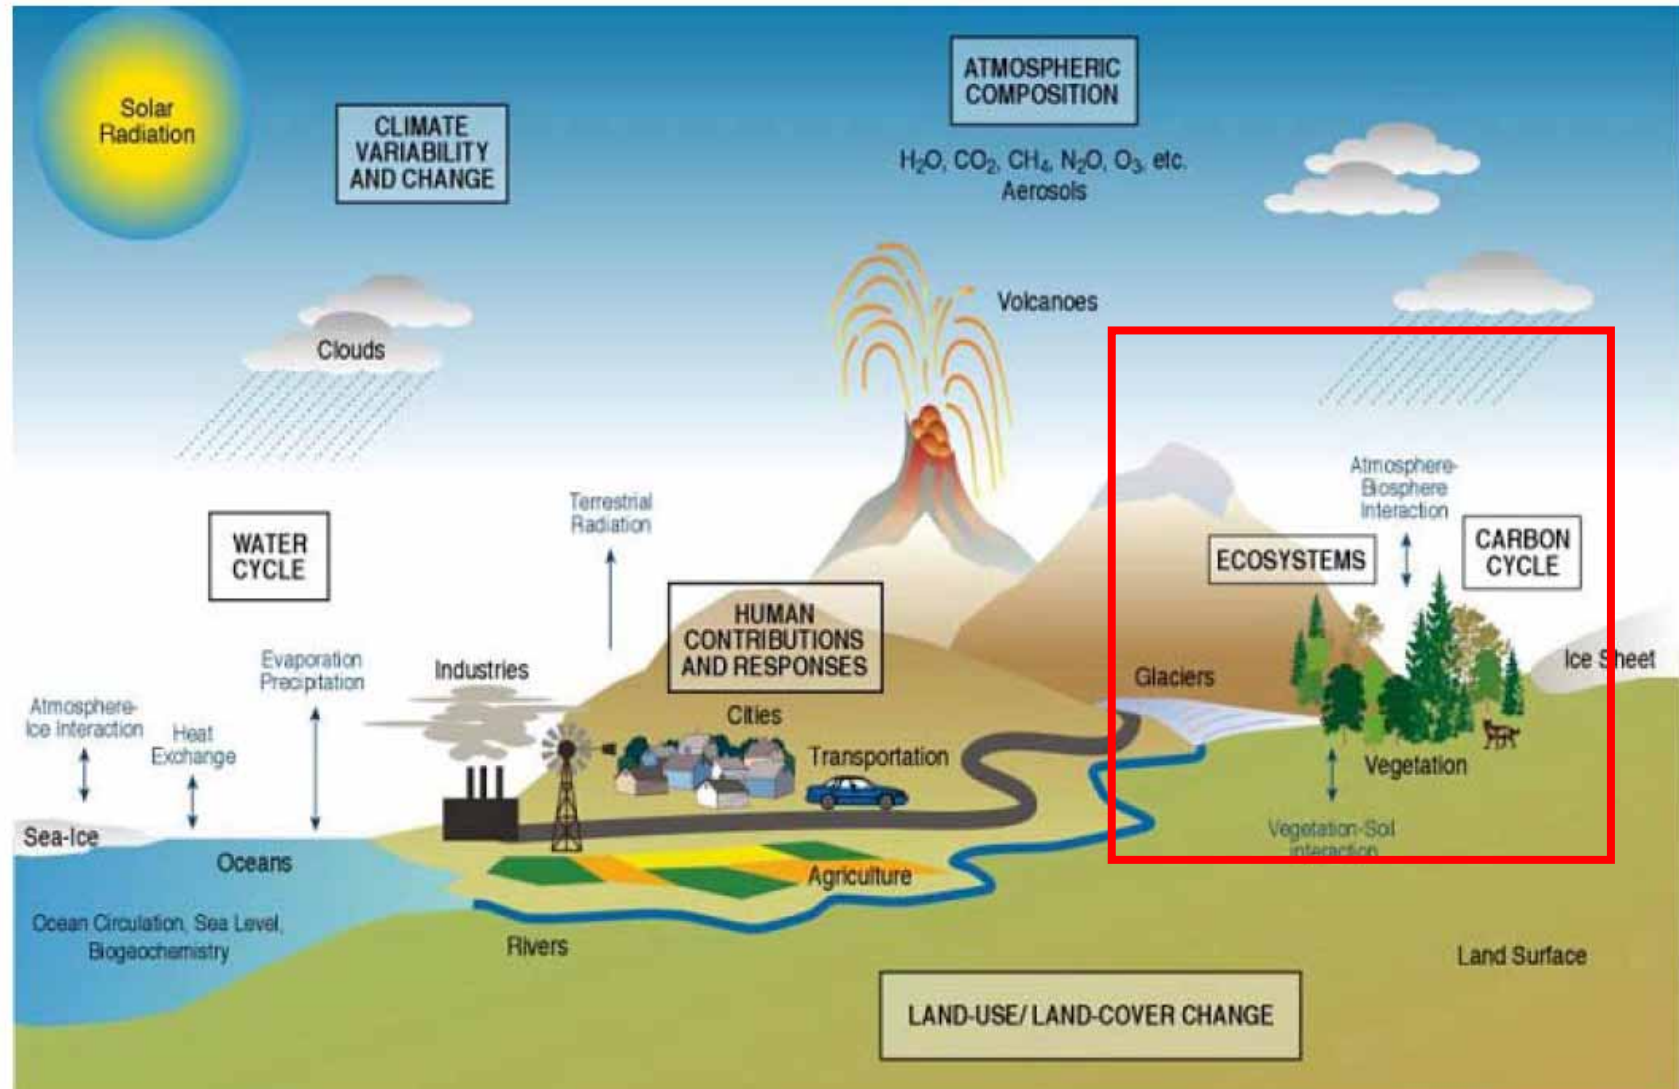 Solar
Radiation
CLIMATE
VARIABILITY
AND CHANGE
ATMOSPHERIC
COMPOSITION
H₂O, CO₂, CH₄, N₂O, O₃, etc.
Aerosols
Volcanoes
Clouds
Atmosphere-
Biosphere
Interaction
Terrestrial
Radiation
WATER
CYCLE
ECOSYSTEMS
CARBON
CYCLE
HUMAN
CONTRIBUTIONS
AND RESPONSES
Evaporation
Precipitation
Industries
Ice Sheet
Glaciers
Atmosphere-
Ice Interaction
Heat
Exchange
Cities
Transportation
Vegetation
Sea-Ice
Oceans
Vegetation-Soil
interaction
Agriculture
Ocean Circulation, Sea Level,
Biogeochemistry
Rivers
Land Surface
LAND-USE/ LAND-COVER CHANGE